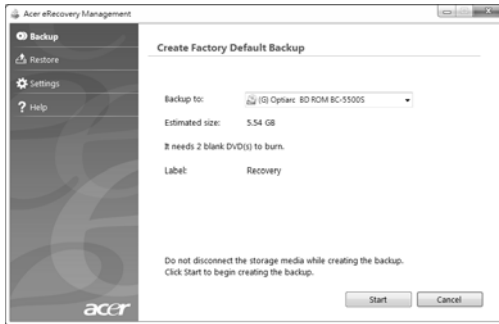 Acer eRecovery Management
Backup
Restore
Settings
Help
Create Factory Default Backup
Backup to: (G) Optiarc BD ROM BC-5500S
Estimated size: 5.54 GB
It needs 2 blank DVD(s) to burn.
Label: Recovery
Do not disconnect the storage media while creating the backup.
Click Start to begin creating the backup.
Start Cancel
acer